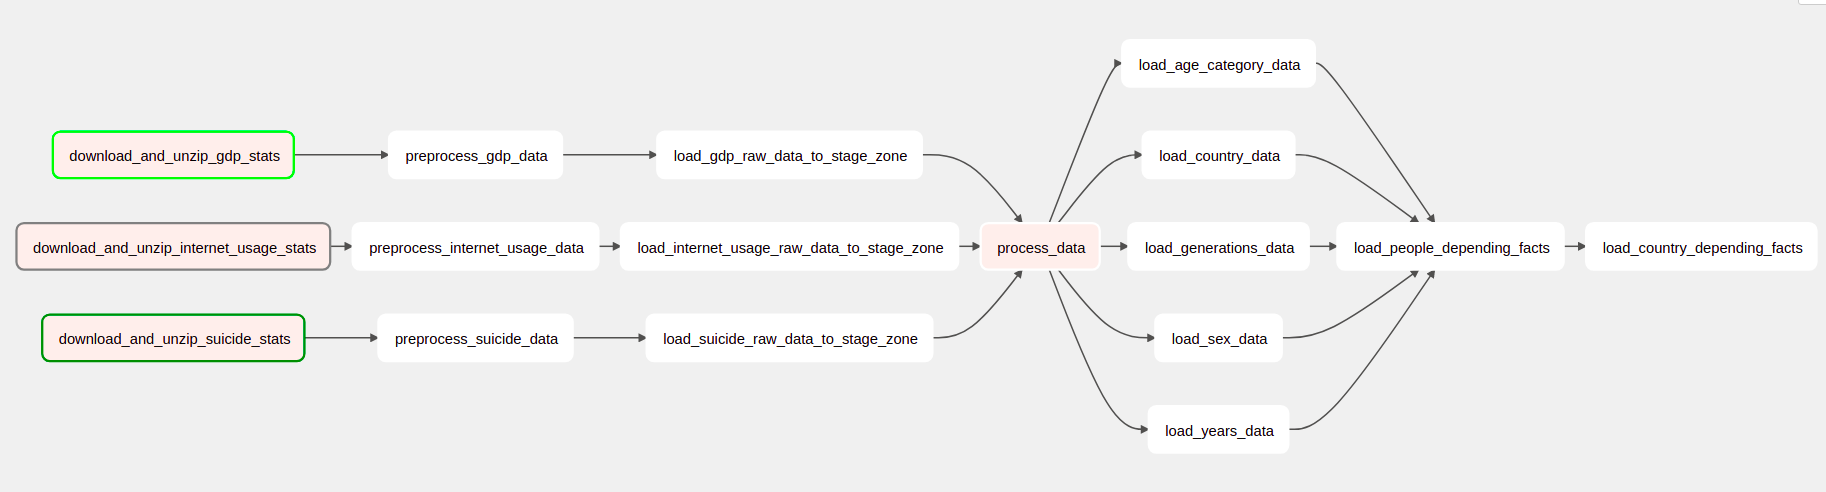 load_age_category_data
download_and_unzip_gdp_stats
preprocess_gdp_data
load_gdp_raw_data_to_stage_zone
load_country_data
download_and_unzip_internet_usage_stats
preprocess_internet_usage_data
load_internet_usage_raw_data_to_stage_zone
process_data
load_generations_data
load_people_depending_facts
load_country_depending_facts
download_and_unzip_suicide_stats
preprocess_suicide_data
load_suicide_raw_data_to_stage_zone
load_sex_data
load_years_data